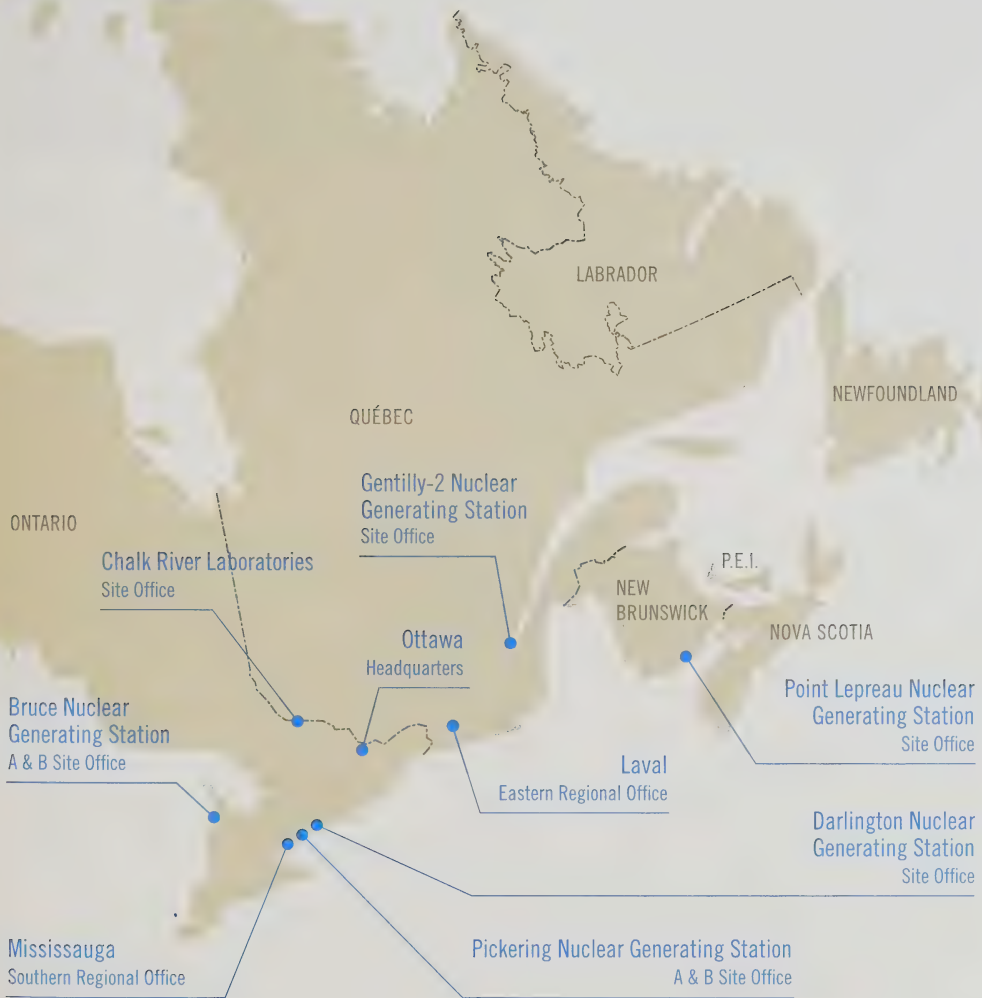 LABRADOR
NEWFOUNDLAND
QUÉBEC
Gentilly-2 Nuclear
Generating Station
Site Office
ONTARIO
Chalk River Laboratories
Site Office
P.E.I.
NEW
BRUNSWICK
NOVA SCOTIA
Ottawa
Headquarters
Point Lepreau Nuclear
Generating Station
Site Office
Bruce Nuclear
Generating Station
A & B Site Office
Laval
Eastern Regional Office
Darlington Nuclear
Generating Station
Site Office
Mississauga
Southern Regional Office
Pickering Nuclear Generating Station
A & B Site Office